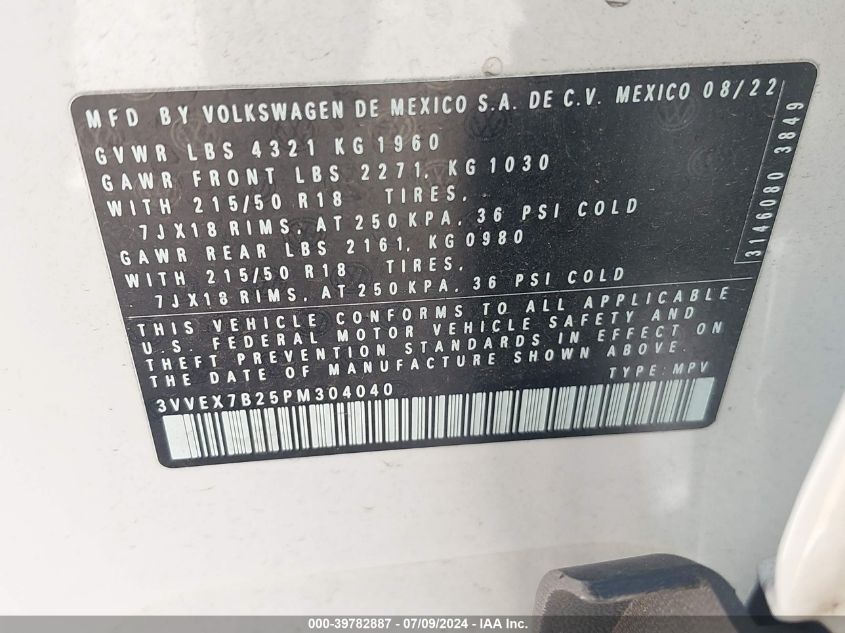 MFD BY VOLKSWAGEN DE MEXICO S.A. DE C.V. MEXICO 08/22
GVWR LBS 4321 KG 1960
GAWR FRONT LBS 2271, KG 1030
WITH 215/50 R18 TIRES,
7JX18 RIMS, AT 250 KPA, 36 PSI COLD
GAWR REAR LBS 2161, KG 0980
WITH 215/50 R18 TIRES,
7JX18 RIMS, AT 250 KPA, 36 PSI COLD
3146080 3849
THIS VEHICLE CONFORMS TO ALL APPLICABLE
U.S. FEDERAL MOTOR VEHICLE SAFETY AND
THEFT PREVENTION STANDARDS IN EFFECT ON
THE DATE OF MANUFACTURE SHOWN ABOVE.
3VVEX7B25PM304040 TYPE: MPV
000-39782887 - 07/09/2024 - IAA Inc.